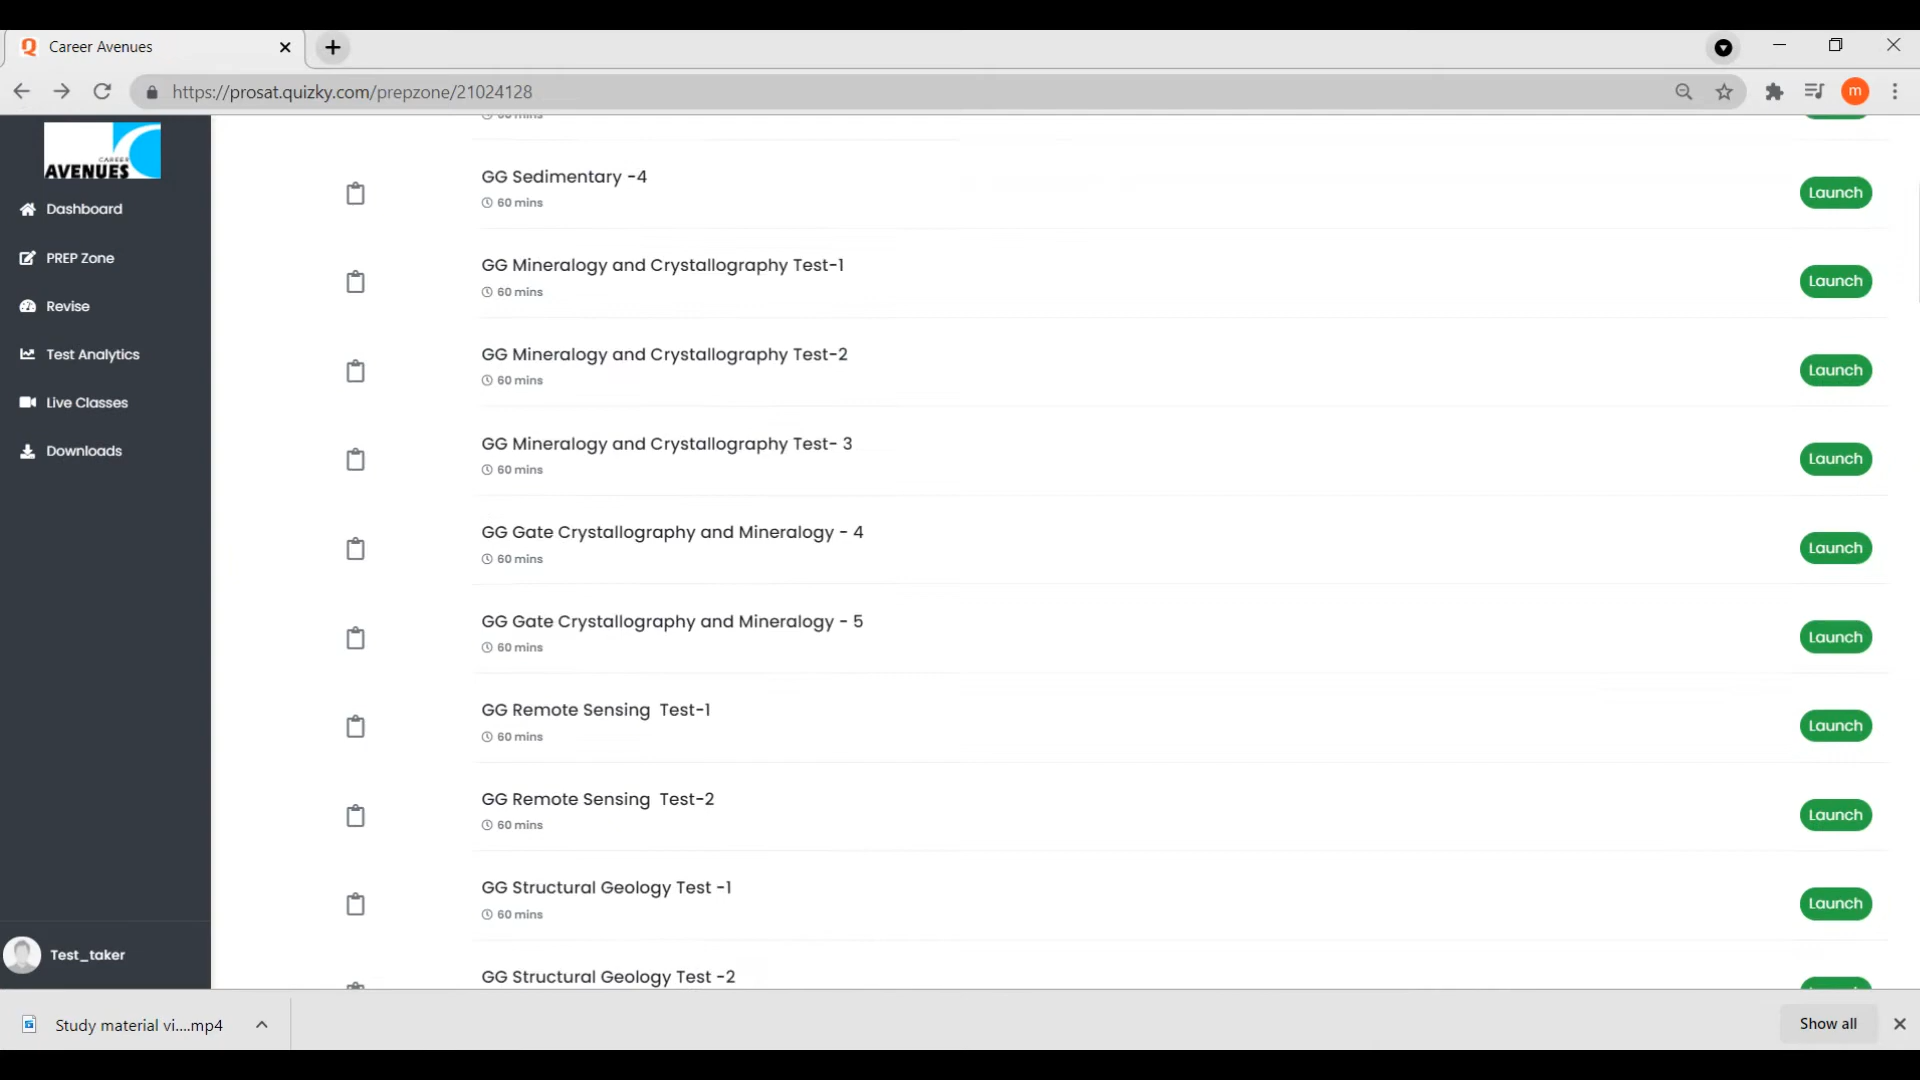 Career Avenues
https://prosat.quizky.com/prepzone/21024128
m
CAREER
AVENUES
Dashboard
PREP Zone
Revise
Test Analytics
Live Classes
Downloads
Test_taker
60 mins
GG Sedimentary -4
60 mins
Launch
GG Mineralogy and Crystallography Test-1
60 mins
Launch
GG Mineralogy and Crystallography Test-2
60 mins
Launch
GG Mineralogy and Crystallography Test- 3
60 mins
Launch
GG Gate Crystallography and Mineralogy - 4
60 mins
Launch
GG Gate Crystallography and Mineralogy - 5
60 mins
Launch
GG Remote Sensing  Test-1
60 mins
Launch
GG Remote Sensing  Test-2
60 mins
Launch
GG Structural Geology Test -1
60 mins
Launch
GG Structural Geology Test -2
Study material vi....mp4
Show all